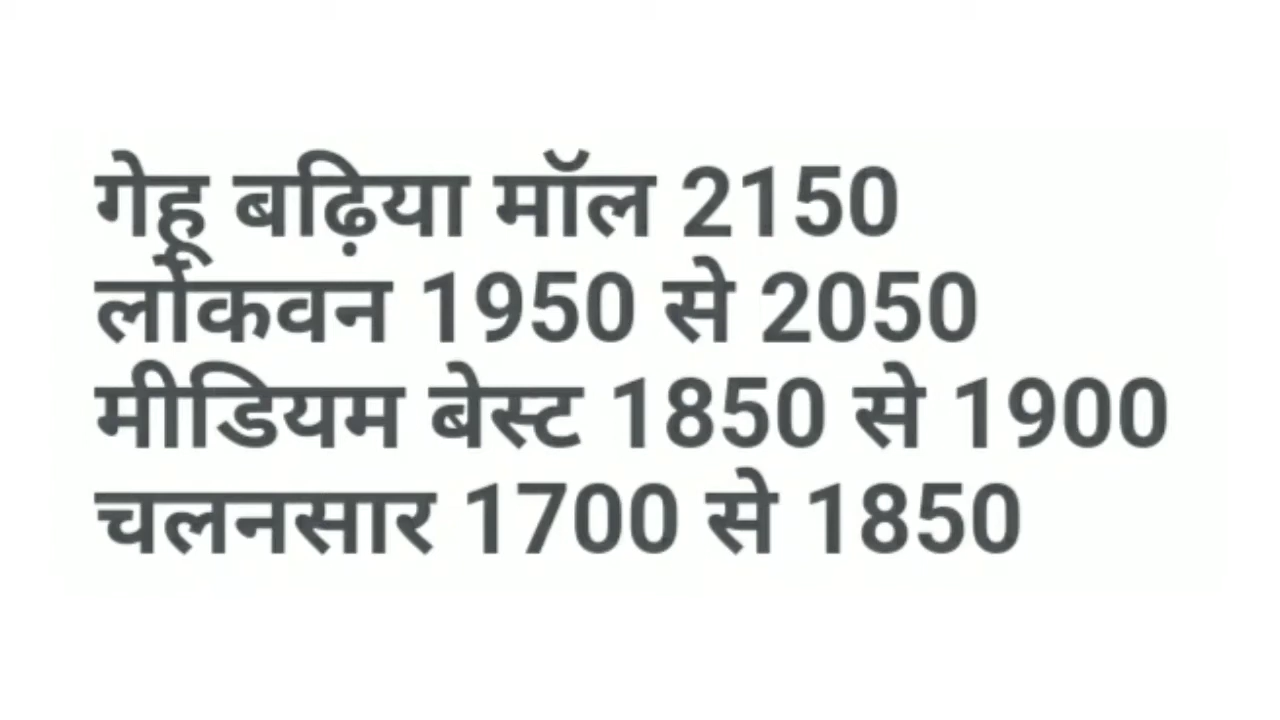 गेहू बढ़िया मॉल 2150
लोकवन 1950 से 2050
मीडियम बेस्ट 1850 से 1900
चलनसार 1700 से 1850